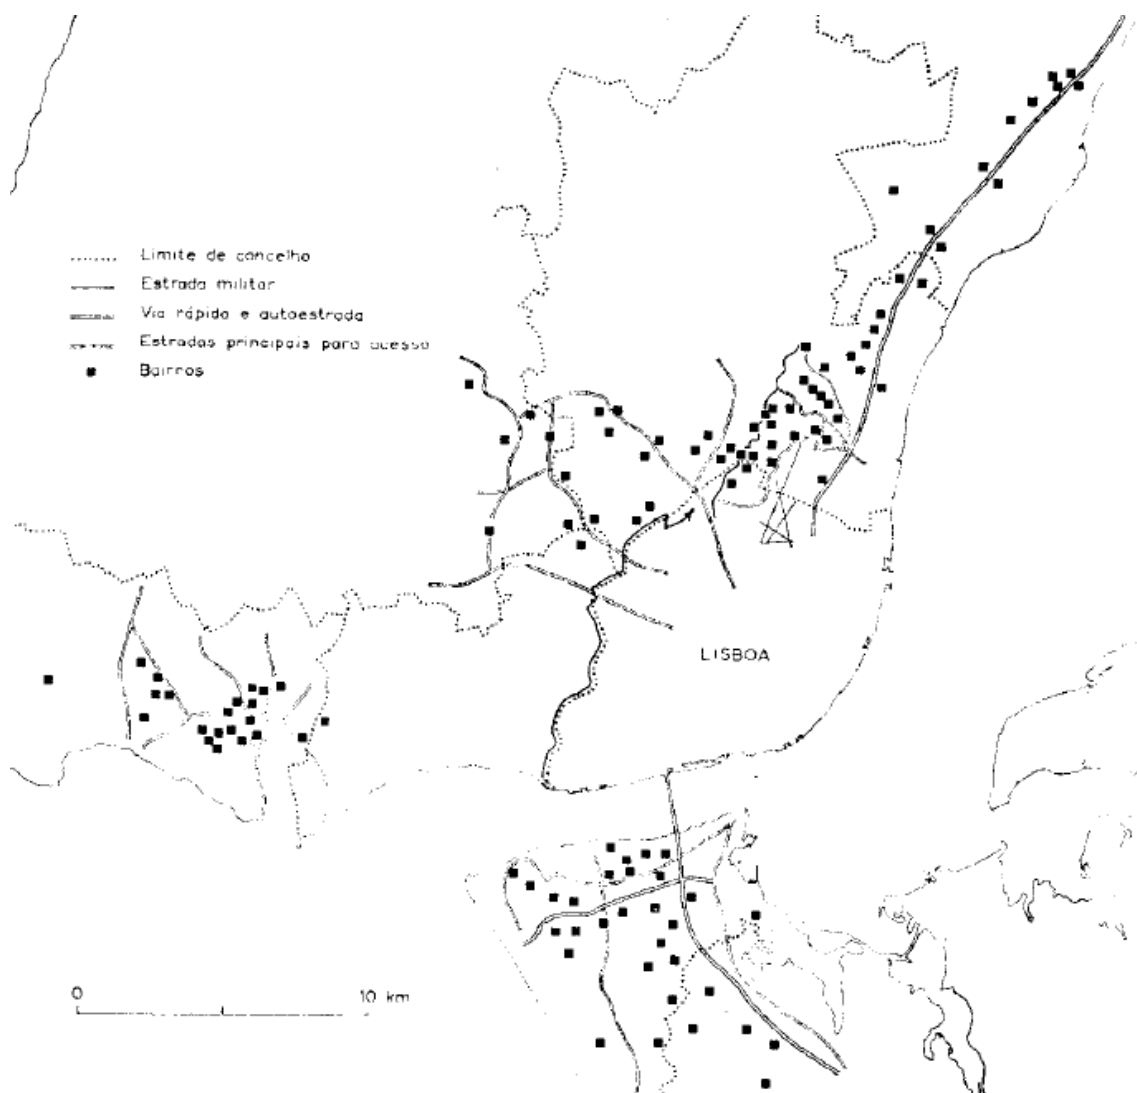 Limite de concelho
Estrada militar
Via rápida e autoestrada
Estradas principais para acesso
Bairros
LISBOA
0
10 km